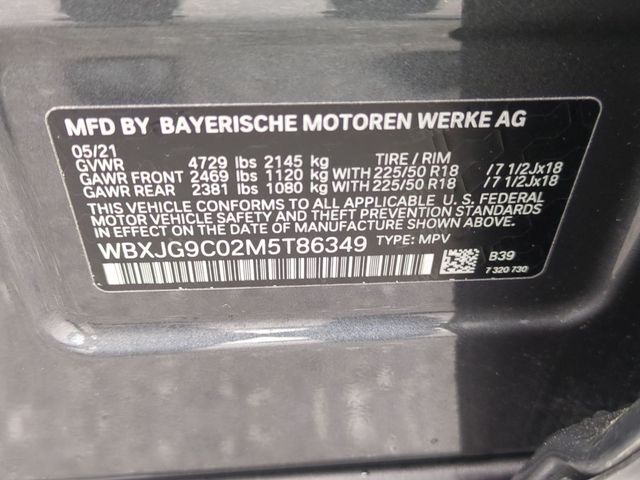 MFD BY BAYERISCHE MOTOREN WERKE AG
05/21
GVWR 4729 lbs 2145 kg TIRE / RIM
GAWR FRONT 2469 lbs 1120 kg WITH 225/50 R18 /7 1/2Jx18
GAWR REAR 2381 lbs 1080 kg WITH 225/50 R18 /7 1/2Jx18
THIS VEHICLE CONFORMS TO ALL APPLICABLE U.S. FEDERAL
MOTOR VEHICLE SAFETY, AND THEFT PREVENTION STANDARDS
IN EFFECT ON THE DATE OF MANUFACTURE SHOWN ABOVE.
WBXJG9C02M5T86349 TYPE: MPV
B39
7 320 730